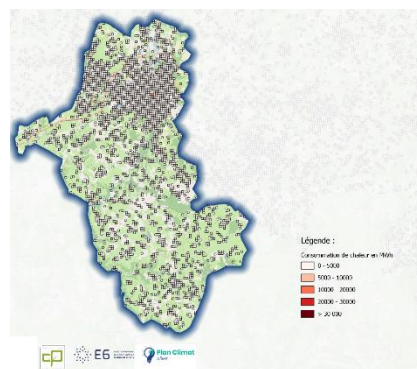 Légende :
Consommation de chaleur en MWh
0 - 5000
5000 - 10000
10000 - 20000
20000 - 30000
> 30 000
E6
Plan Climat